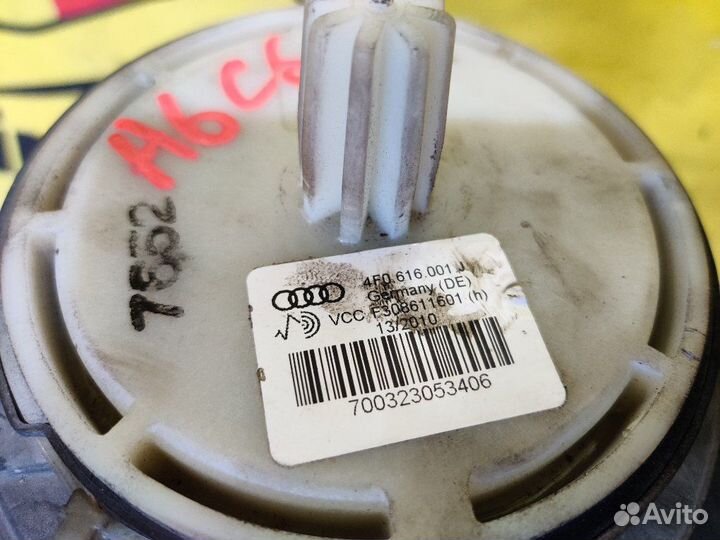 A6 C6
7552
4F0.616.001 J
Germany (DE)
VCC F308611601 (h)
13/2010
700323053406
Avito